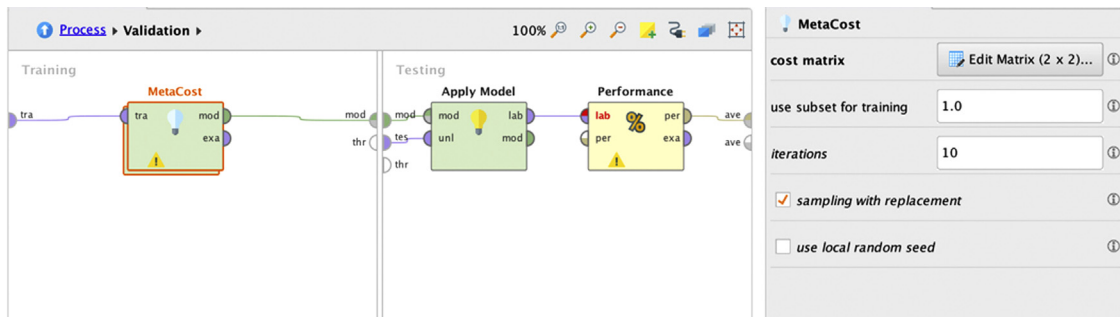 Process Validation
100%
MetaCost
Training
Testing
MetaCost
Apply Model
Performance
cost matrix
Edit Matrix (2 x 2)...
tra
tra
mod
mod
mod
mod
lab
lab
per
ave
use subset for training
1.0
exa
thr
tes
unl
mod
per
exa
ave
thr
iterations
10
sampling with replacement
use local random seed